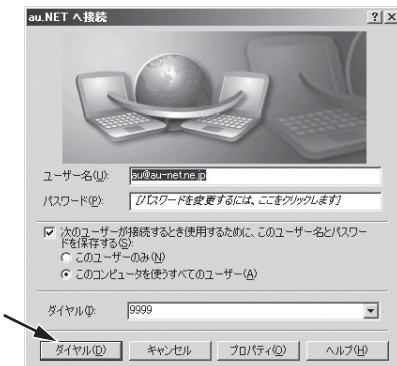 au.NET へ接続
ユーザー名(U):
au@au-net.ne.jp
パスワード(P):
[パスワードを変更するには、ここをクリックします]
次のユーザーが接続するとき使用するために、このユーザー名とパスワー
ドを保存する(S):
このユーザーのみ(N)
このコンピュータを使うすべてのユーザー(A)
ダイヤル(I):
9999
ダイヤル(D)
キャンセル
プロパティ(O)
ヘルプ(H)